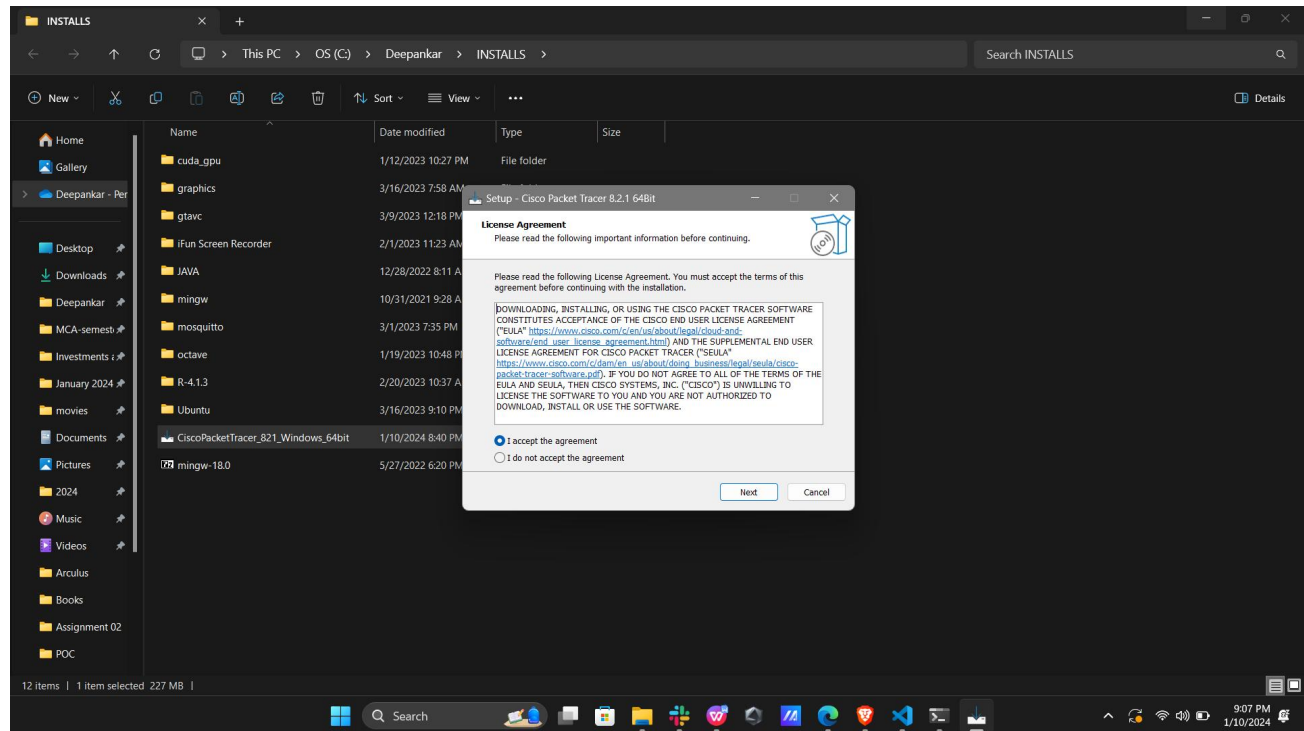 INSTALLS
This PC > OS (C:) > Deepankar > INSTALLS >
Search INSTALLS
New
Sort
View
Details
Name
Date modified
Type
Size
Home
Gallery
Deepankar - Per
Desktop
Downloads
Deepankar
MCA-semest
Investments
January 2024
movies
Documents
Pictures
2024
Music
Videos
Arculus
Books
Assignment 02
POC
cuda_gpu 1/12/2023 10:27 PM File folder
graphics 3/16/2023 7:58 AM
gtavc 3/9/2023 12:18 PM
iFun Screen Recorder 2/1/2023 11:23 AM
JAVA 12/28/2022 8:11 A
mingw 10/31/2021 9:28 A
mosquitto 3/1/2023 7:35 PM
octave 1/19/2023 10:48 P
R-4.1.3 2/20/2023 10:37 A
Ubuntu 3/16/2023 9:10 PM
CiscoPacketTracer_821_Windows_64bit 1/10/2024 8:40 PM
mingw-18.0 5/27/2022 6:20 PM
Setup - Cisco Packet Tracer 8.2.1 64Bit
License Agreement
Please read the following important information before continuing.
Please read the following License Agreement. You must accept the terms of this
agreement before continuing with the installation.
DOWNLOADING, INSTALLING, OR USING THE CISCO PACKET TRACER SOFTWARE
CONSTITUTES ACCEPTANCE OF THE CISCO END USER LICENSE AGREEMENT
("EULA" https://www.cisco.com/c/en/us/about/legal/cloud-and-
software/end_user_license_agreement.html) AND THE SUPPLEMENTAL END USER
LICENSE AGREEMENT FOR CISCO PACKET TRACER ("SEULA"
https://www.cisco.com/c/dam/en_us/about/doing_business/legal/seula/cisco-
packet-tracer-software.pdf). IF YOU DO NOT AGREE TO ALL OF THE TERMS OF THE
EULA AND SEULA, THEN CISCO SYSTEMS, INC. ("CISCO") IS UNWILLING TO
LICENSE THE SOFTWARE TO YOU AND YOU ARE NOT AUTHORIZED TO
DOWNLOAD, INSTALL OR USE THE SOFTWARE.
I accept the agreement
I do not accept the agreement
Next
Cancel
12 items | 1 item selected 227 MB |
Search
9:07 PM
1/10/2024